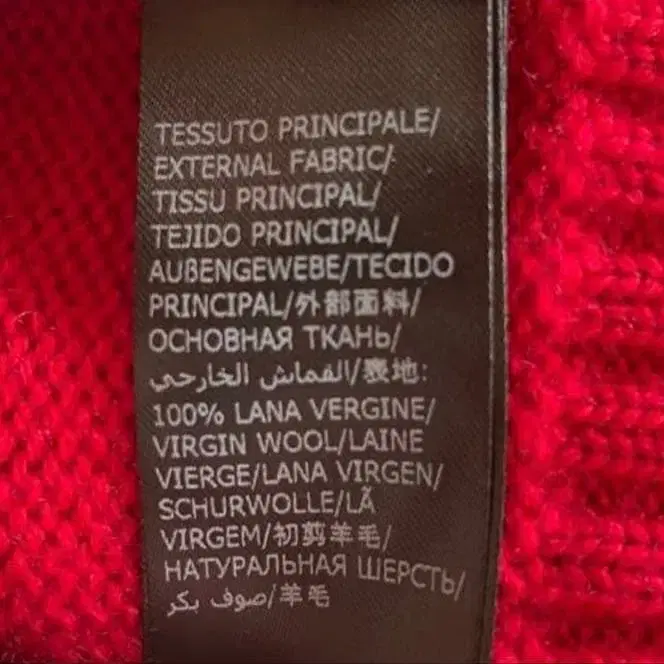 TESSUTO PRINCIPALE/
EXTERNAL FABRIC/
TISSU PRINCIPAL/
TEJIDO PRINCIPAL/
AUßENGEWEBE/TECIDO
PRINCIPAL/外部面料/
ОСНОВНАЯ ТКАНЬ/
القماش الخارجي/表地:
100% LANA VERGINE/
VIRGIN WOOL/LAINE
VIERGE/LANA VIRGEN/
SCHURWOLLE/LÃ
VIRGEM/初剪羊毛/
НАТУРАЛЬНАЯ ШЕРСТЬ/
صوف بكر/羊毛